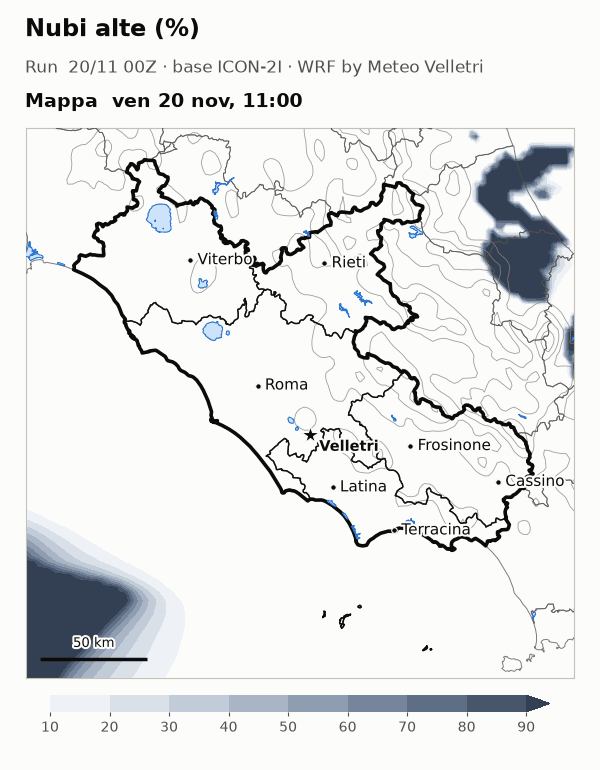 Nubi alte (%)
Run  20/11 00Z · base ICON-2I · WRF by Meteo Velletri
Mappa  ven 20 nov, 11:00
Viterbo
Rieti
Roma
Velletri
Frosinone
Cassino
Latina
Terracina
50 km
10 20 30 40 50 60 70 80 90